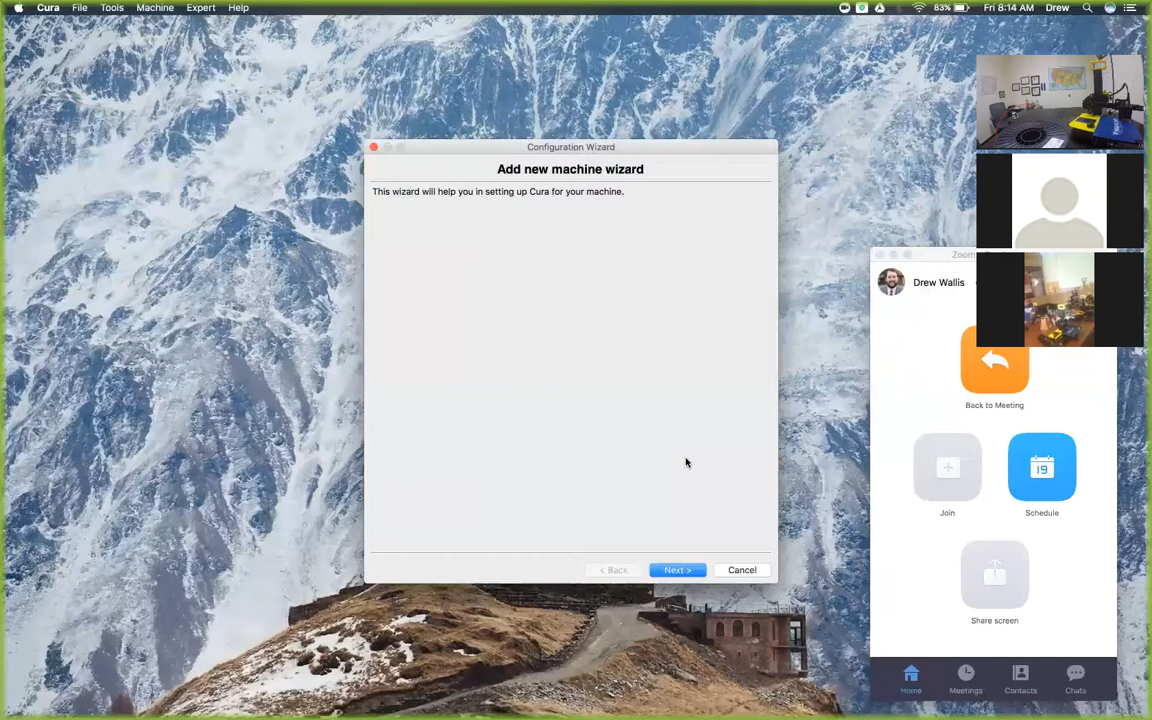 Cura File Tools Machine Expert Help
83% Fri 8:14 AM Drew
Configuration Wizard
Add new machine wizard
This wizard will help you in setting up Cura for your machine.
< Back Next > Cancel
Zoom
Drew Wallis
Back to Meeting
19
Join Schedule
Share screen
Home Meetings Contacts Chats